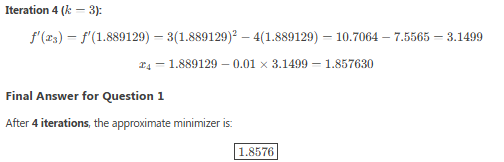 Iteration 4 (k = 3):
f′(x₃) = f′(1.889129) = 3(1.889129)² − 4(1.889129) = 10.7064 − 7.5565 = 3.1499
x₄ = 1.889129 − 0.01 × 3.1499 = 1.857630
Final Answer for Question 1
After 4 iterations, the approximate minimizer is:
1.8576